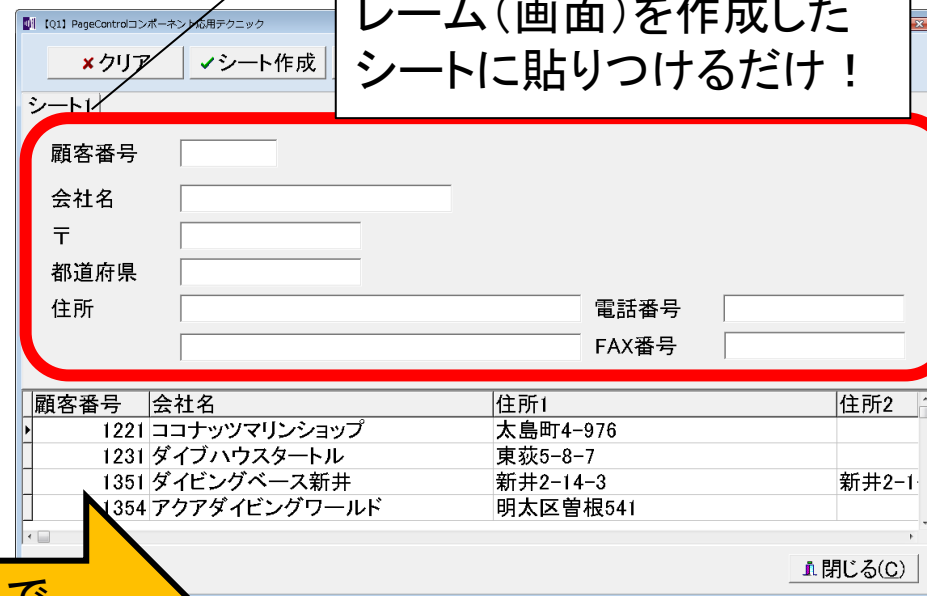 【Q1】PageControlコンポーネント応用テクニック
レーム（画面）を作成した
シートに貼りつけるだけ！
×クリア ✓シート作成
シート1
顧客番号
会社名
〒
都道府県
住所 電話番号
FAX番号
顧客番号 会社名 住所1 住所2
1221 ココナッツマリンショップ 太島町4-976
1231 ダイブハウスタートル 東荻5-8-7
1351 ダイビングベース新井 新井2-14-3 新井2-1
1354 アクアダイビングワールド 明太区曽根541
閉じる(C)
で